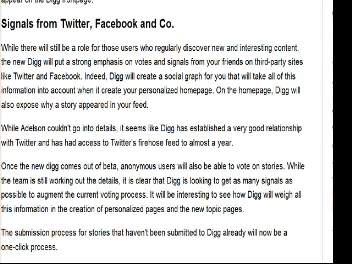 appear on the Digg frontpage.
Signals from Twitter, Facebook and Co.
While there will still be a role for those users who regularly discover new and interesting content,
the new Digg will put a strong emphasis on votes and signals from your friends on third-party sites
like Twitter and Facebook. Indeed, Digg will create a social graph for you that will take all of this
information into account when it create your personalized homepage. On the homepage, Digg will
also expose why a story appeared in your feed.
While Adelson couldn't go into details, it seems like Digg has established a very good relationship
with Twitter and has had access to Twitter's firehose feed to almost a year.
Once the new digg comes out of beta, anonymous users will also be able to vote on stories. While
the team is still working out the details, it is clear that Digg is looking to get as many signals as
possible to augment the current voting process. It will be interesting to see how Digg will weigh all
this information in the creation of personalized pages and the new topic pages.
The submission process for stories that haven't been submitted to Digg already will now be a
one-click process.